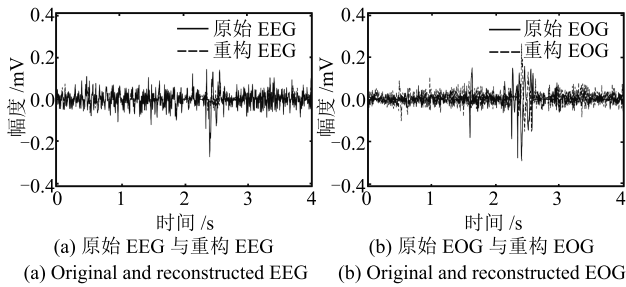 0.4
原始 EEG
重构 EEG
0.2
0.0
−0.2
−0.4
幅度 /mV
0 1 2 3 4
时间 /s
(a) 原始 EEG 与重构 EEG
(a) Original and reconstructed EEG
0.4
原始 EOG
重构 EOG
0.2
0.0
−0.2
−0.4
幅度 /mV
0 1 2 3 4
时间 /s
(b) 原始 EOG 与重构 EOG
(b) Original and reconstructed EOG